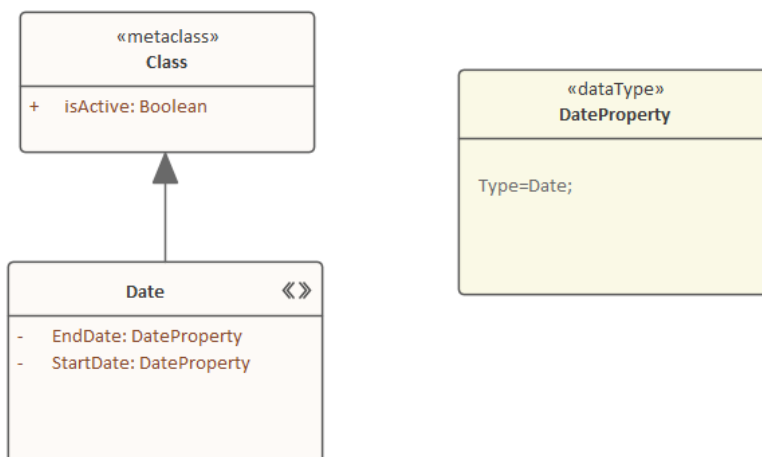 «metaclass»
Class
+ isActive: Boolean
«dataType»
DateProperty
Type=Date;
Date «»
- EndDate: DateProperty
- StartDate: DateProperty